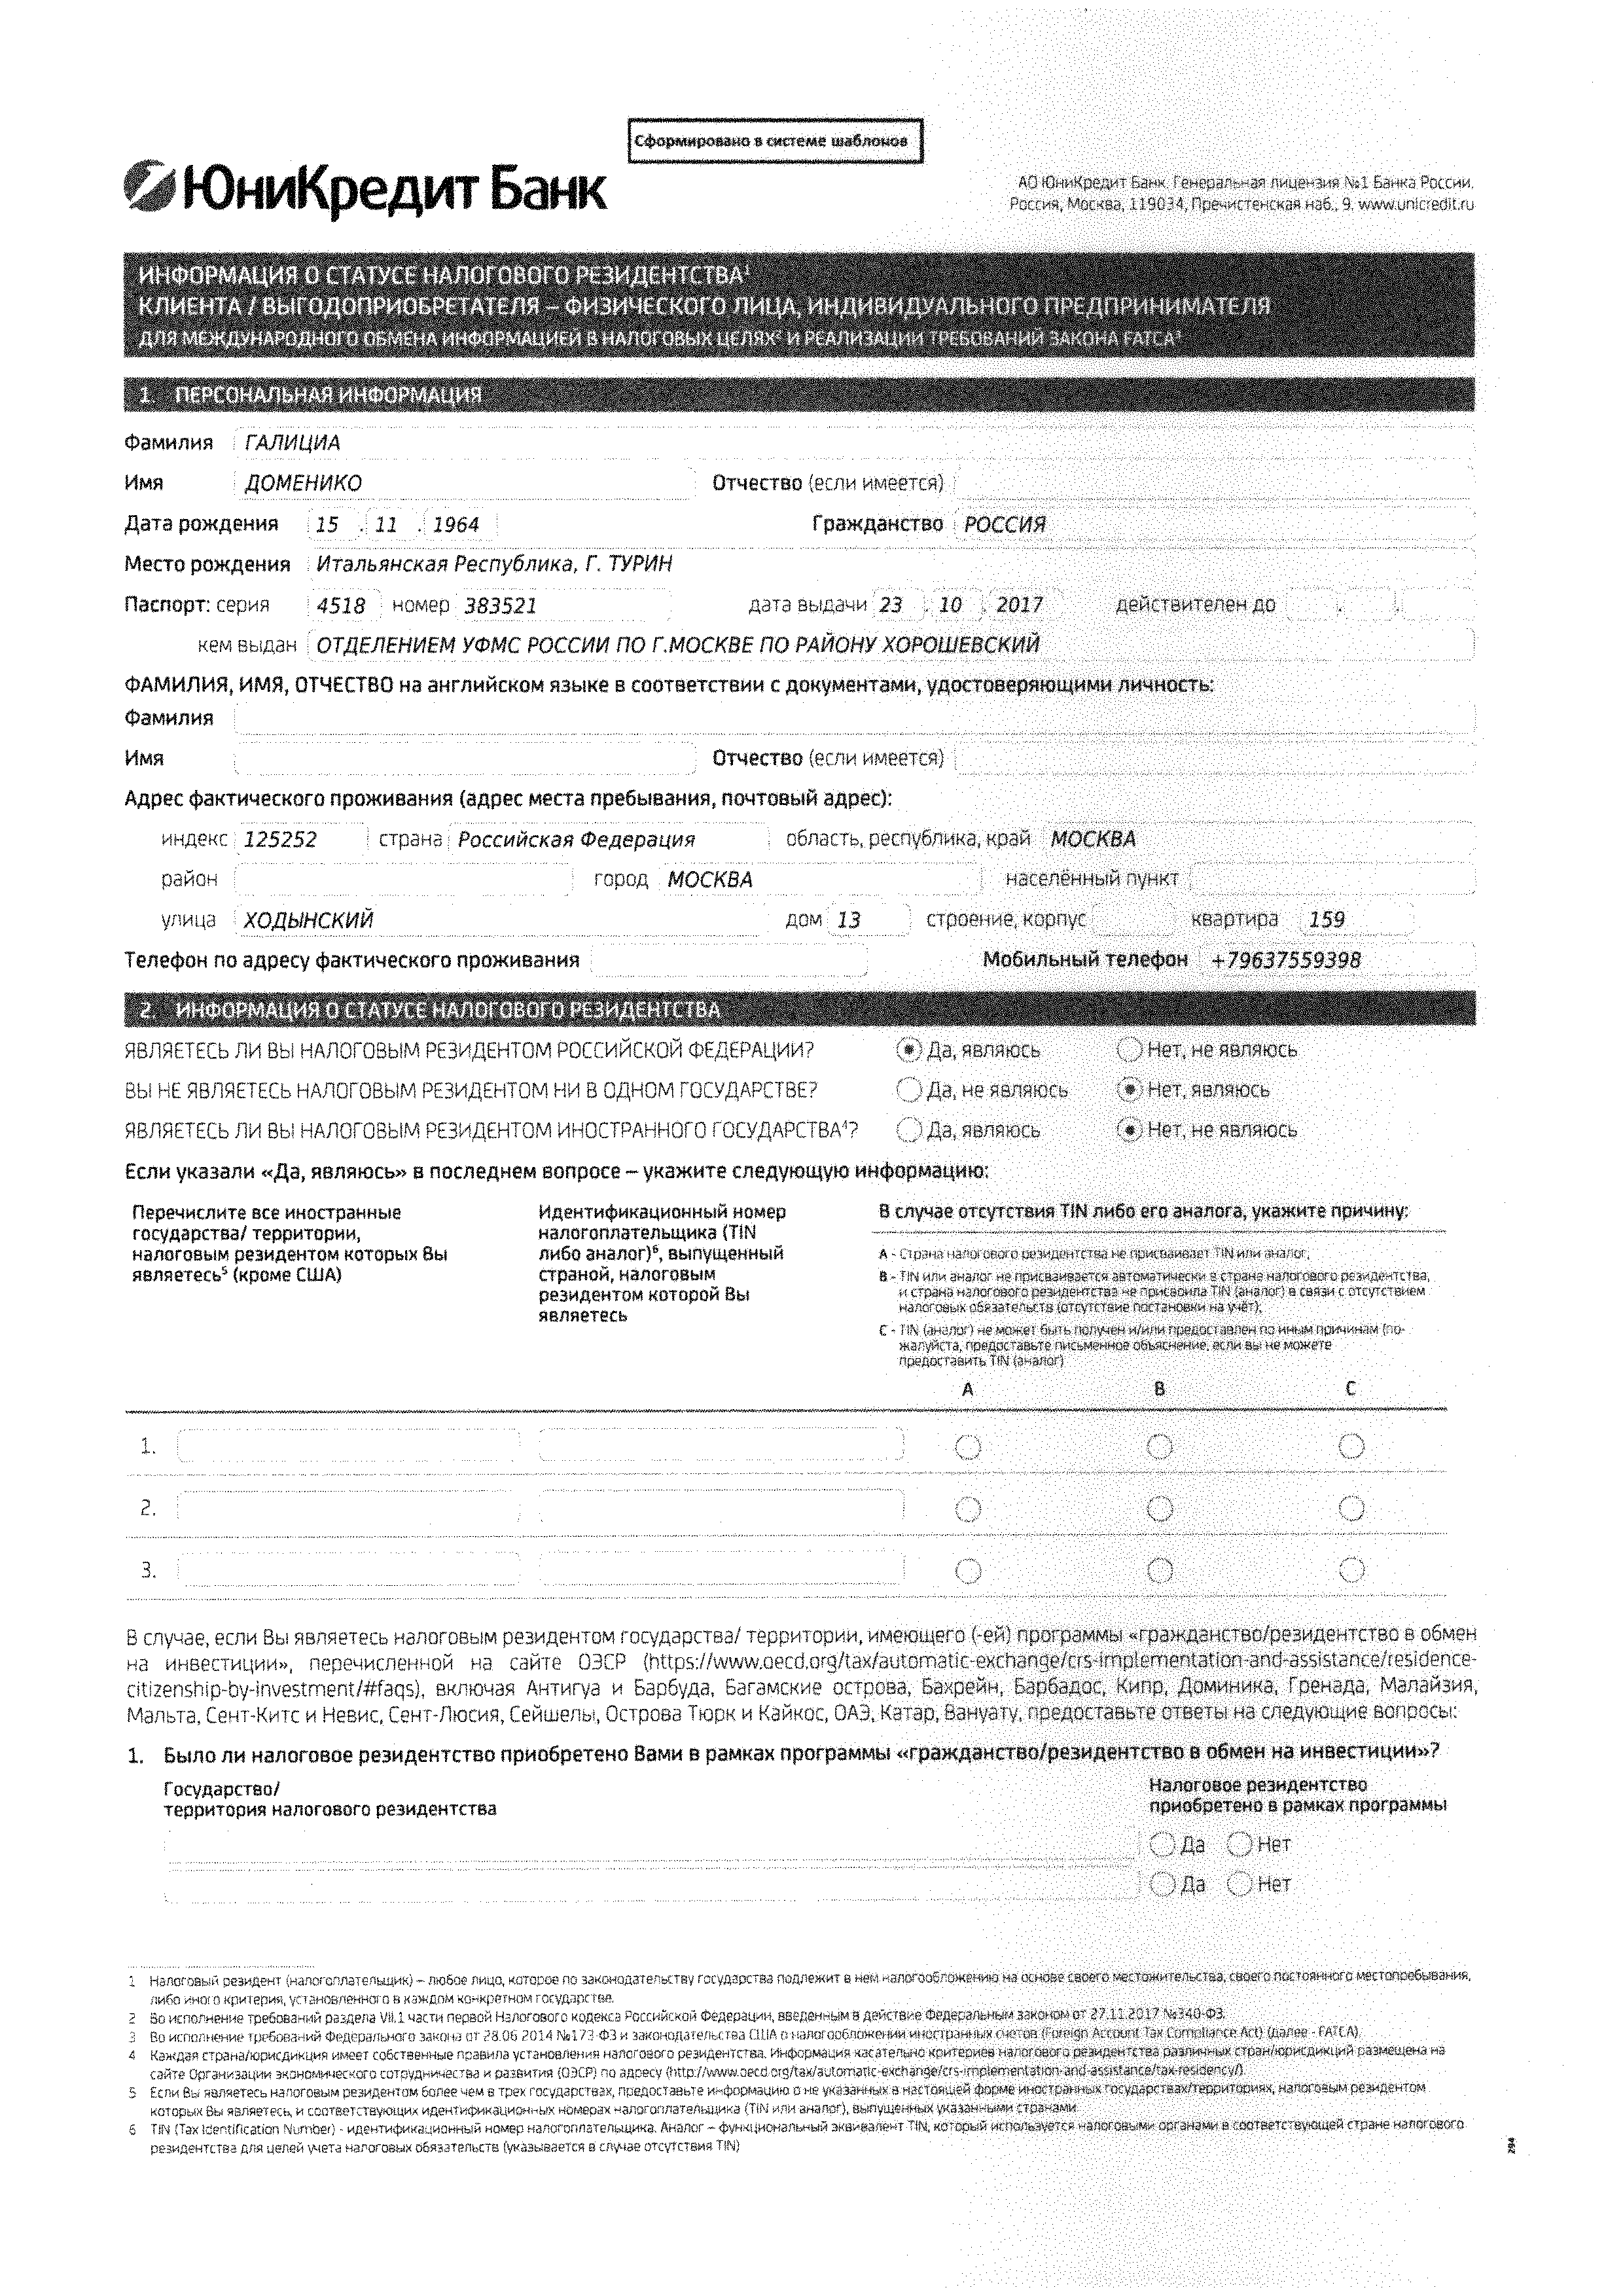 Сформировано в системе шаблонов
ЮниКредит Банк
АО ЮниКредит Банк. Генеральная лицензия №1 Банка России.
Россия, Москва, 119034, Пречистенская наб., 9. www.unicredit.ru
ИНФОРМАЦИЯ О СТАТУСЕ НАЛОГОВОГО РЕЗИДЕНТСТВА¹
КЛИЕНТА / ВЫГОДОПРИОБРЕТАТЕЛЯ – ФИЗИЧЕСКОГО ЛИЦА, ИНДИВИДУАЛЬНОГО ПРЕДПРИНИМАТЕЛЯ
ДЛЯ МЕЖДУНАРОДНОГО ОБМЕНА ИНФОРМАЦИЕЙ В НАЛОГОВЫХ ЦЕЛЯХ² И РЕАЛИЗАЦИИ ТРЕБОВАНИЙ ЗАКОНА FATCA³
1. ПЕРСОНАЛЬНАЯ ИНФОРМАЦИЯ
Фамилия ГАЛИЦИА
Имя ДОМЕНИКО Отчество (если имеется)
Дата рождения 15 . 11 . 1964 Гражданство РОССИЯ
Место рождения Итальянская Республика, Г. ТУРИН
Паспорт: серия 4518 номер 383521 дата выдачи 23 . 10 . 2017 действителен до . .
кем выдан ОТДЕЛЕНИЕМ УФМС РОССИИ ПО Г.МОСКВЕ ПО РАЙОНУ ХОРОШЕВСКИЙ
ФАМИЛИЯ, ИМЯ, ОТЧЕСТВО на английском языке в соответствии с документами, удостоверяющими личность:
Фамилия
Имя Отчество (если имеется)
Адрес фактического проживания (адрес места пребывания, почтовый адрес):
индекс 125252 страна Российская Федерация область, республика, край МОСКВА
район город МОСКВА населённый пункт
улица ХОДЫНСКИЙ дом 13 строение, корпус квартира 159
Телефон по адресу фактического проживания Мобильный телефон +79637559398
2. ИНФОРМАЦИЯ О СТАТУСЕ НАЛОГОВОГО РЕЗИДЕНТСТВА
ЯВЛЯЕТЕСЬ ЛИ ВЫ НАЛОГОВЫМ РЕЗИДЕНТОМ РОССИЙСКОЙ ФЕДЕРАЦИИ? Да, являюсь Нет, не являюсь
ВЫ НЕ ЯВЛЯЕТЕСЬ НАЛОГОВЫМ РЕЗИДЕНТОМ НИ В ОДНОМ ГОСУДАРСТВЕ? Да, не являюсь Нет, являюсь
ЯВЛЯЕТЕСЬ ЛИ ВЫ НАЛОГОВЫМ РЕЗИДЕНТОМ ИНОСТРАННОГО ГОСУДАРСТВА⁴? Да, являюсь Нет, не являюсь
Если указали «Да, являюсь» в последнем вопросе – укажите следующую информацию:
Перечислите все иностранные
государства/ территории,
налоговым резидентом которых Вы
являетесь⁵ (кроме США)
Идентификационный номер
налогоплательщика (TIN
либо аналог)⁶, выпущенный
страной, налоговым
резидентом которой Вы
являетесь
В случае отсутствия TIN либо его аналога, укажите причину:
A - Страна налогового резидентства не присваивает TIN или аналог;
B - TIN или аналог не присваивается автоматически в страна налогового резидентства,
и страна налогового резидентства не присвоила TIN (аналог) в связи с отсутствием
налоговых обязательств (отсутствие постановки на учёт);
C - TIN (аналог) не может быть получен и/или предоставлен по иным причинам (по-
жалуйста, предоставьте письменное объяснение, если вы не можете
предоставить TIN (аналог)
A B C
1.
2.
3.
В случае, если Вы являетесь налоговым резидентом государства/ территории, имеющего (-ей) программы «гражданство/резидентство в обмен
на инвестиции», перечисленной на сайте ОЭСР (https://www.oecd.org/tax/automatic-exchange/crs-implementation-and-assistance/residence-
citizenship-by-investment/#faqs), включая Антигуа и Барбуда, Багамские острова, Бахрейн, Барбадос, Кипр, Доминика, Гренада, Малайзия,
Мальта, Сент-Китс и Невис, Сент-Люсия, Сейшелы, Острова Тюрк и Кайкос, ОАЭ, Катар, Вануату, предоставьте ответы на следующие вопросы:
1. Было ли налоговое резидентство приобретено Вами в рамках программы «гражданство/резидентство в обмен на инвестиции»?
Государство/
территория налогового резидентства
Налоговое резидентство
приобретено в рамках программы
Да Нет
Да Нет
1 Налоговый резидент (налогоплательщик) – любое лицо, которое по законодательству государства подлежит в нем налогообложению на основе своего местожительства, своего постоянного местопребывания,
либо иного критерия, установленного в каждом конкретном государстве.
2 Во исполнение требований раздела VII.1 части первой Налогового кодекса Российской Федерации, введенным в действие Федеральным законом от 27.11.2017 №340-ФЗ.
3 Во исполнение требований Федерального закона от 28.06 2014 №173-ФЗ и законодательства США о налогообложении иностранных счетов (Foreign Account Tax Compliance Act) (далее - FATCA).
4 Каждая страна/юрисдикция имеет собственные правила установления налогового резидентства. Информация касательно критериев налогового резидентства различных стран/юрисдикций размещена на
сайте Организации экономического сотрудничества и развития (ОЭСР) по адресу (http://www.oecd.org/tax/automatic-exchange/crs-implementation-and-assistance/tax-residency/).
5 Если Вы являетесь налоговым резидентом более чем в трех государствах, предоставьте информацию о не указанных в настоящей форме иностранных государствах/территориях, налоговым резидентом
которых Вы являетесь, и соответствующих идентификационных номерах налогоплательщика (TIN или аналог), выпущенных указанными странами.
6 TIN (Tax Identification Number) - идентификационный номер налогоплательщика. Аналог – функциональный эквивалент TIN, который используется налоговыми органами в соответствующей стране налогового
резидентства для целей учета налоговых обязательств (указывается в случае отсутствия TIN)
294